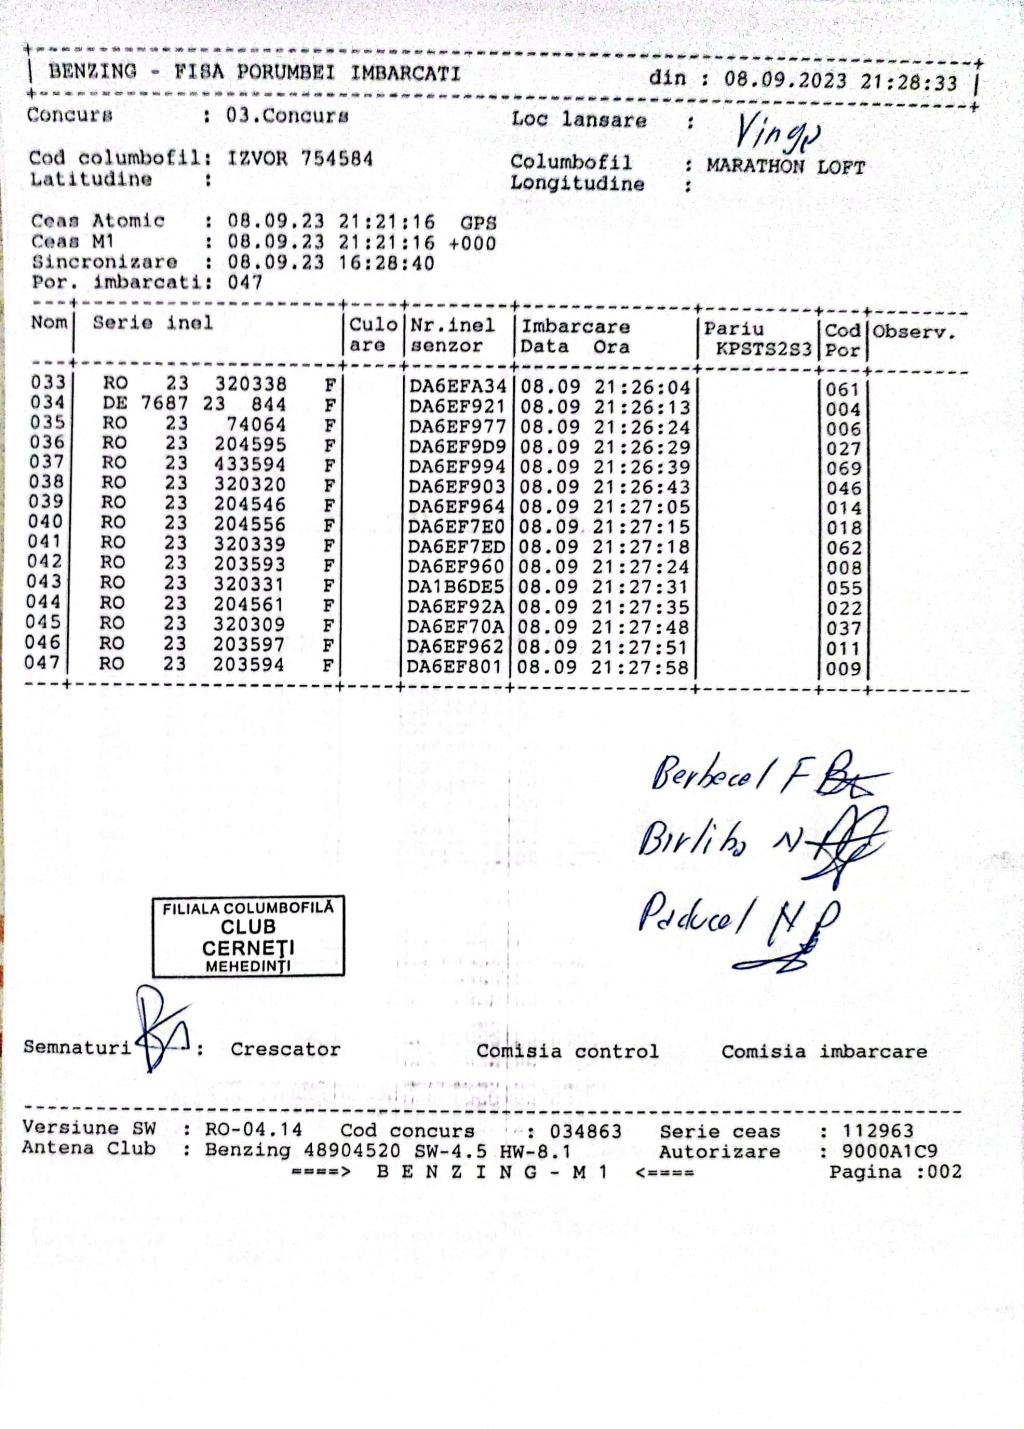 BENZING - FISA PORUMBEI IMBARCATI din : 08.09.2023 21:28:33
Concurs : 03.Concurs Loc lansare :
Cod columbofil: IZVOR 754584 Columbofil : MARATHON LOFT
Latitudine : Longitudine :
Ceas Atomic : 08.09.23 21:21:16 GPS
Ceas M1 : 08.09.23 21:21:16 +000
Sincronizare : 08.09.23 16:28:40
Por. imbarcati: 047
Nom Serie inel Culo Nr.inel Imbarcare Pariu Cod Observ.
are senzor Data Ora KPSTS2S3 Por
033 RO 23 320338 F DA6EFA34 08.09 21:26:04 061
034 DE 7687 23 844 F DA6EF921 08.09 21:26:13 004
035 RO 23 74064 F DA6EF977 08.09 21:26:24 006
036 RO 23 204595 F DA6EF9D9 08.09 21:26:29 027
037 RO 23 433594 F DA6EF994 08.09 21:26:39 069
038 RO 23 320320 F DA6EF903 08.09 21:26:43 046
039 RO 23 204546 F DA6EF964 08.09 21:27:05 014
040 RO 23 204556 F DA6EF7E0 08.09 21:27:15 018
041 RO 23 320339 F DA6EF7ED 08.09 21:27:18 062
042 RO 23 203593 F DA6EF960 08.09 21:27:24 008
043 RO 23 320331 F DA1B6DE5 08.09 21:27:31 055
044 RO 23 204561 F DA6EF92A 08.09 21:27:35 022
045 RO 23 320309 F DA6EF70A 08.09 21:27:48 037
046 RO 23 203597 F DA6EF962 08.09 21:27:51 011
047 RO 23 203594 F DA6EF801 08.09 21:27:58 009
Berbecel F
N
Paducel N
FILIALA COLUMBOFILĂ
CLUB
CERNEŢI
MEHEDINŢI
Semnaturi : Crescator Comisia control Comisia imbarcare
Versiune SW : RO-04.14 Cod concurs : 034863 Serie ceas : 112963
Antena Club : Benzing 48904520 SW-4.5 HW-8.1 Autorizare : 9000A1C9
====> B E N Z I N G - M 1 <==== Pagina :002